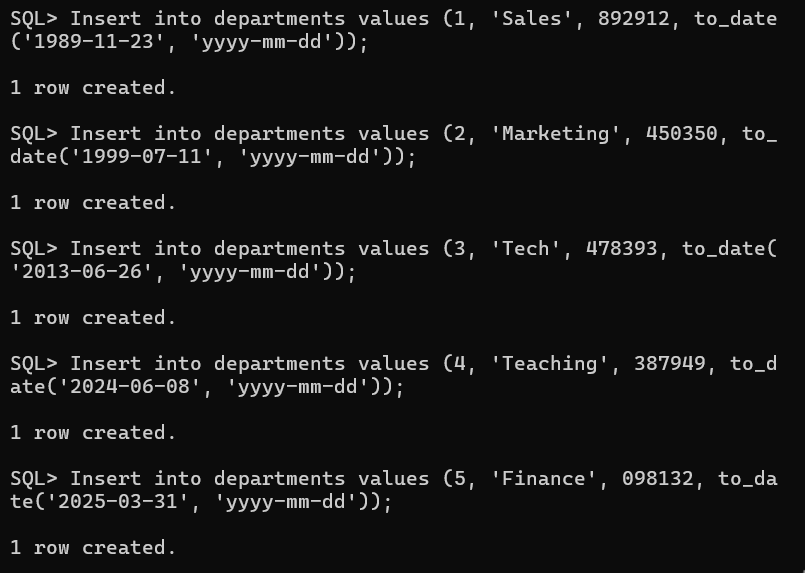 SQL> Insert into departments values (1, 'Sales', 892912, to_date
('1989-11-23', 'yyyy-mm-dd'));
1 row created.
SQL> Insert into departments values (2, 'Marketing', 450350, to_
date('1999-07-11', 'yyyy-mm-dd'));
1 row created.
SQL> Insert into departments values (3, 'Tech', 478393, to_date(
'2013-06-26', 'yyyy-mm-dd'));
1 row created.
SQL> Insert into departments values (4, 'Teaching', 387949, to_d
ate('2024-06-08', 'yyyy-mm-dd'));
1 row created.
SQL> Insert into departments values (5, 'Finance', 098132, to_da
te('2025-03-31', 'yyyy-mm-dd'));
1 row created.